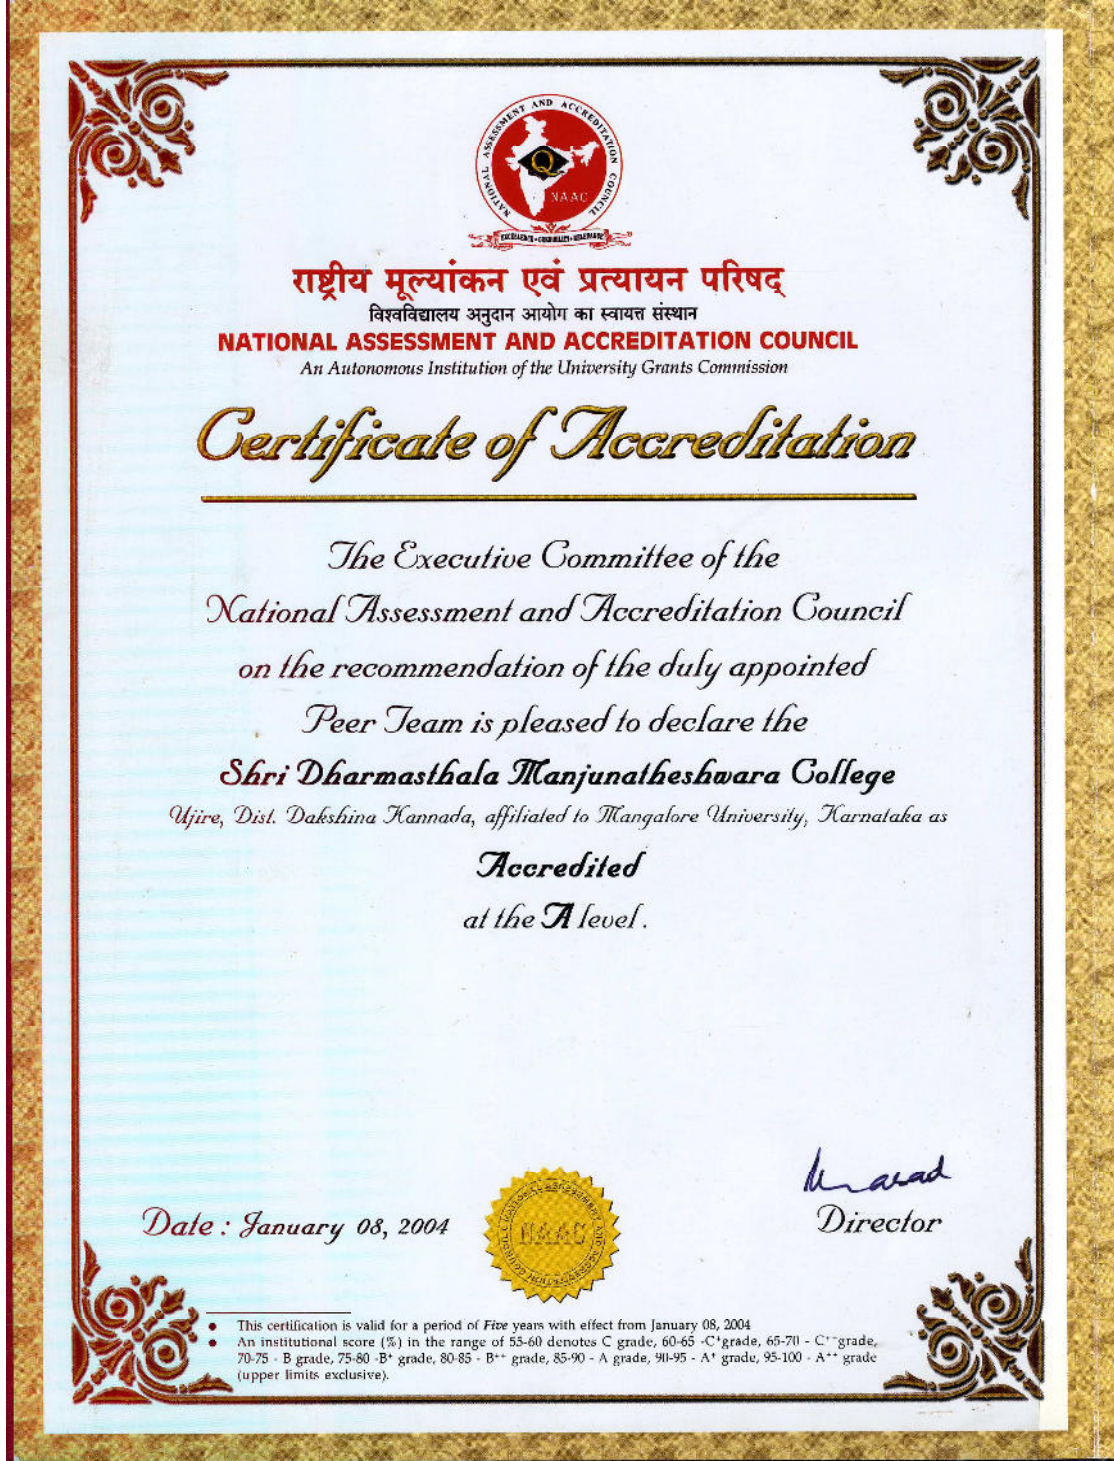 NATIONAL ASSESSMENT AND ACCREDITATION COUNCIL
Q
NAAC
राष्ट्रीय मूल्यांकन एवं प्रत्यायन परिषद्
विश्वविद्यालय अनुदान आयोग का स्वायत्त संस्थान
NATIONAL ASSESSMENT AND ACCREDITATION COUNCIL
An Autonomous Institution of the University Grants Commission
Certificate of Accreditation
The Executive Committee of the
National Assessment and Accreditation Council
on the recommendation of the duly appointed
Peer Team is pleased to declare the
Shri Dharmasthala Manjunatheshwara College
Ujire, Dist. Dakshina Kannada, affiliated to Mangalore University, Karnataka as
Accredited
at the A level.
Date : January 08, 2004
NAAC
Director
• This certification is valid for a period of Five years with effect from January 08, 2004
• An institutional score (%) in the range of 55-60 denotes C grade, 60-65 -C⁺grade, 65-70 - C⁺⁺grade,
70-75 - B grade, 75-80 -B⁺ grade, 80-85 - B⁺⁺ grade, 85-90 - A grade, 90-95 - A⁺ grade, 95-100 - A⁺⁺ grade
(upper limits exclusive).